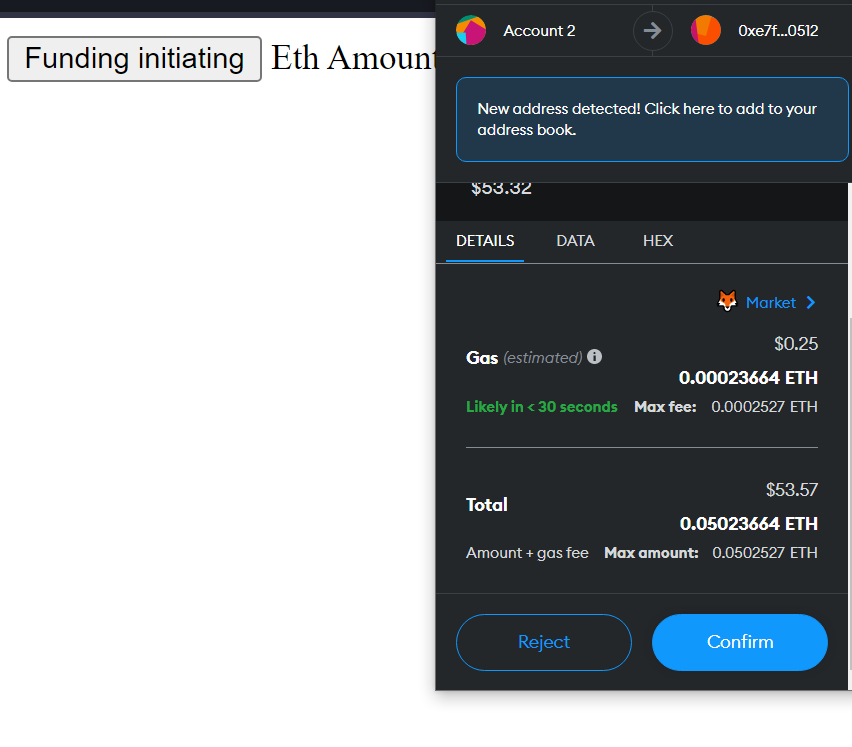 Funding initiating Eth Amount
Account 2 0xe7f...0512
New address detected! Click here to add to your
address book.
$53.32
DETAILS DATA HEX
Market
$0.25
Gas (estimated)
0.00023664 ETH
Likely in < 30 seconds Max fee: 0.0002527 ETH
$53.57
Total
0.05023664 ETH
Amount + gas fee Max amount: 0.0502527 ETH
Reject Confirm